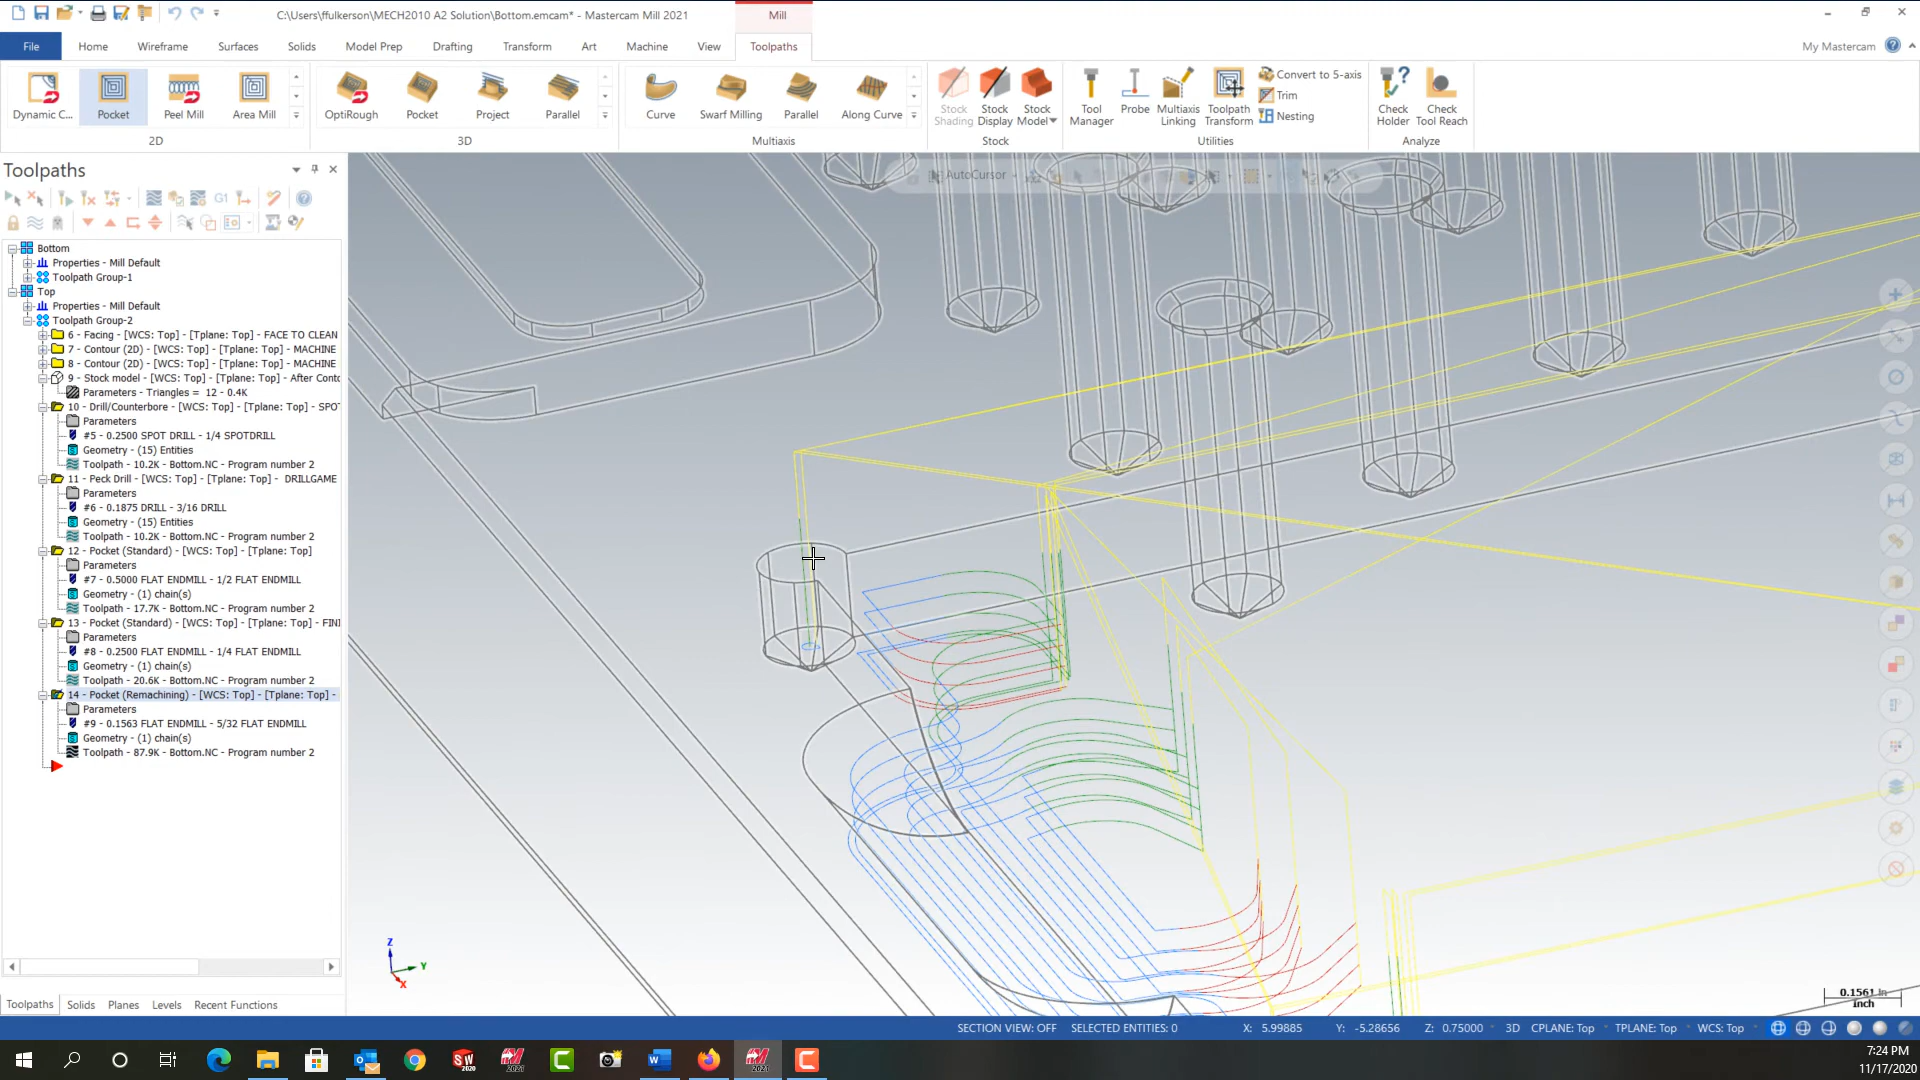 C:\Users\ffulkerson\MECH2010 A2 Solution\Bottom.emcam* - Mastercam Mill 2021
Mill
File Home Wireframe Surfaces Solids Model Prep Drafting Transform Art Machine View Toolpaths My Mastercam
Dynamic C... Pocket Peel Mill Area Mill
2D
OptiRough Pocket Project Parallel
3D
Curve Swarf Milling Parallel Along Curve
Multiaxis
Stock Shading Stock Display Stock Model
Stock
Tool Manager Probe Multiaxis Linking Toolpath Transform
Convert to 5-axis
Trim
Nesting
Utilities
Check Holder Check Tool Reach
Analyze
Toolpaths
G1
AutoCursor
Bottom
Properties - Mill Default
Toolpath Group-1
Top
Properties - Mill Default
Toolpath Group-2
6 - Facing - [WCS: Top] - [Tplane: Top] - FACE TO CLEAN
7 - Contour (2D) - [WCS: Top] - [Tplane: Top] - MACHINE
8 - Contour (2D) - [WCS: Top] - [Tplane: Top] - MACHINE
9 - Stock model - [WCS: Top] - [Tplane: Top] - After Conto
Parameters - Triangles = 12 - 0.4K
10 - Drill/Counterbore - [WCS: Top] - [Tplane: Top] - SPO
Parameters
#5 - 0.2500 SPOT DRILL - 1/4 SPOTDRILL
Geometry - (15) Entities
Toolpath - 10.2K - Bottom.NC - Program number 2
11 - Peck Drill - [WCS: Top] - [Tplane: Top] - DRILLGAME
Parameters
#6 - 0.1875 DRILL - 3/16 DRILL
Geometry - (15) Entities
Toolpath - 10.2K - Bottom.NC - Program number 2
12 - Pocket (Standard) - [WCS: Top] - [Tplane: Top]
Parameters
#7 - 0.5000 FLAT ENDMILL - 1/2 FLAT ENDMILL
Geometry - (1) chain(s)
Toolpath - 17.7K - Bottom.NC - Program number 2
13 - Pocket (Standard) - [WCS: Top] - [Tplane: Top] - FINI
Parameters
#8 - 0.2500 FLAT ENDMILL - 1/4 FLAT ENDMILL
Geometry - (1) chain(s)
Toolpath - 20.6K - Bottom.NC - Program number 2
14 - Pocket (Remachining) - [WCS: Top] - [Tplane: Top] -
Parameters
#9 - 0.1563 FLAT ENDMILL - 5/32 FLAT ENDMILL
Geometry - (1) chain(s)
Toolpath - 87.9K - Bottom.NC - Program number 2
Z
Y
X
0.1561 in
Inch
Toolpaths Solids Planes Levels Recent Functions
SECTION VIEW: OFF SELECTED ENTITIES: 0 X: 5.99885 Y: -5.28656 Z: 0.75000 3D CPLANE: Top TPLANE: Top WCS: Top
7:24 PM
11/17/2020